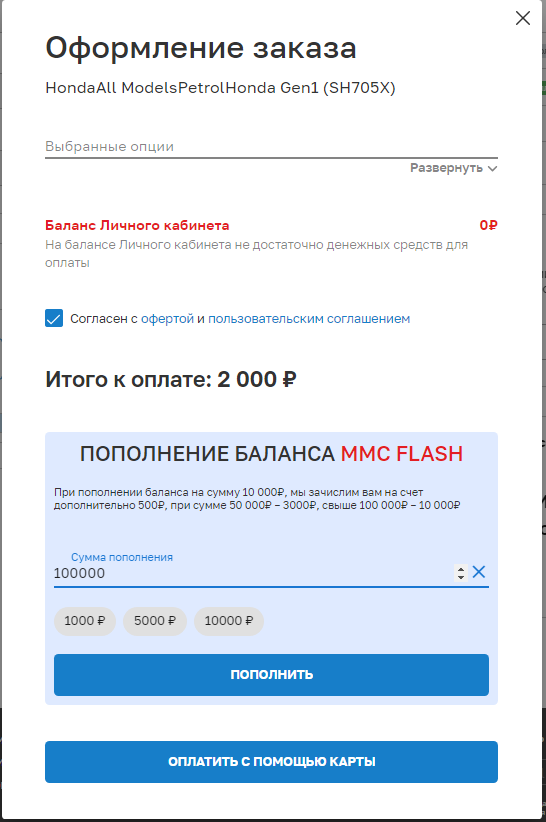 Оформление заказа
HondaAll ModelsPetrolHonda Gen1 (SH705X)
Выбранные опции
Развернуть
Баланс Личного кабинета 0₽
На балансе Личного кабинета не достаточно денежных средств для
оплаты
Согласен с офертой и пользовательским соглашением
Итого к оплате: 2 000 ₽
ПОПОЛНЕНИЕ БАЛАНСА MMC FLASH
При пополнении баланса на сумму 10 000₽, мы зачислим вам на счет
дополнительно 500₽, при сумме 50 000₽ – 3000₽, свыше 100 000₽ – 10 000₽
Сумма пополнения
100000
1000 ₽ 5000 ₽ 10000 ₽
ПОПОЛНИТЬ
ОПЛАТИТЬ С ПОМОЩЬЮ КАРТЫ